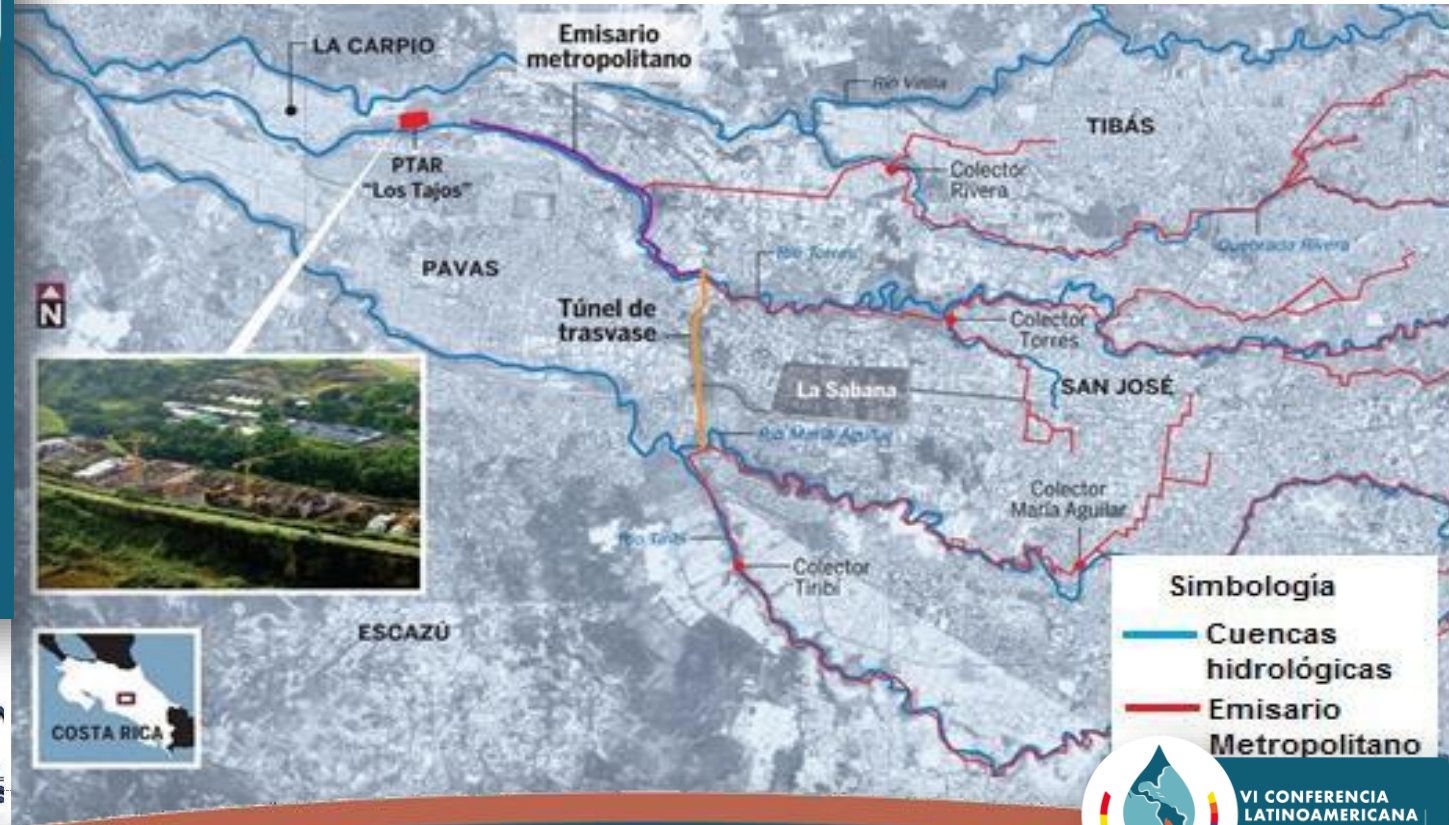 LA CARPIO
Emisario
metropolitano
Río Virilla
TIBÁS
PTAR
"Los Tajos"
Colector
Rivera
Quebrada Rivera
PAVAS
Río Torres
N
Túnel de
trasvase
Colector
Torres
La Sabana
SAN JOSÉ
Río María Aguilar
Colector
María Aguilar
Río Tiribí
Colector
Tiribí
ESCAZÚ
COSTA RICA
Simbología
Cuencas
hidrológicas
Emisario
Metropolitano
VI CONFERENCIA
LATINOAMERICANA